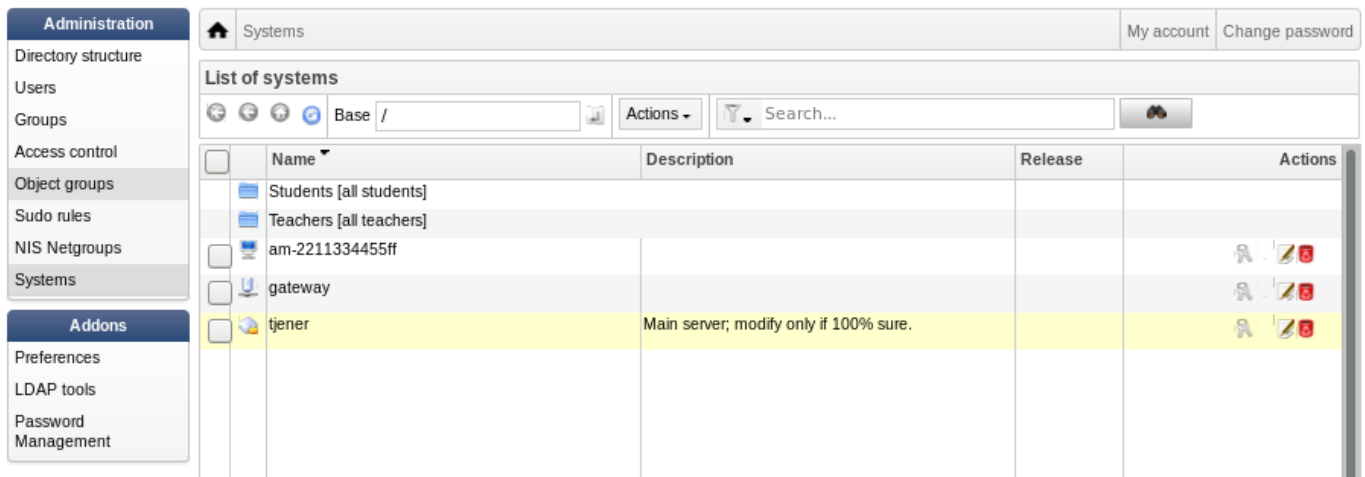 Administration
Directory structure
Users
Groups
Access control
Object groups
Sudo rules
NIS Netgroups
Systems
Addons
Preferences
LDAP tools
Password
Management
Systems
My account
Change password
List of systems
Base / Actions Search...
Name Description Release Actions
Students [all students]
Teachers [all teachers]
am-2211334455ff
gateway
tjener Main server; modify only if 100% sure.